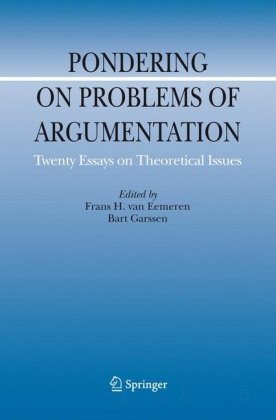 PONDERING
ON PROBLEMS OF
ARGUMENTATION
Twenty Essays on Theoretical Issues
Edited by
Frans H. van Eemeren
Bart Garssen
Springer